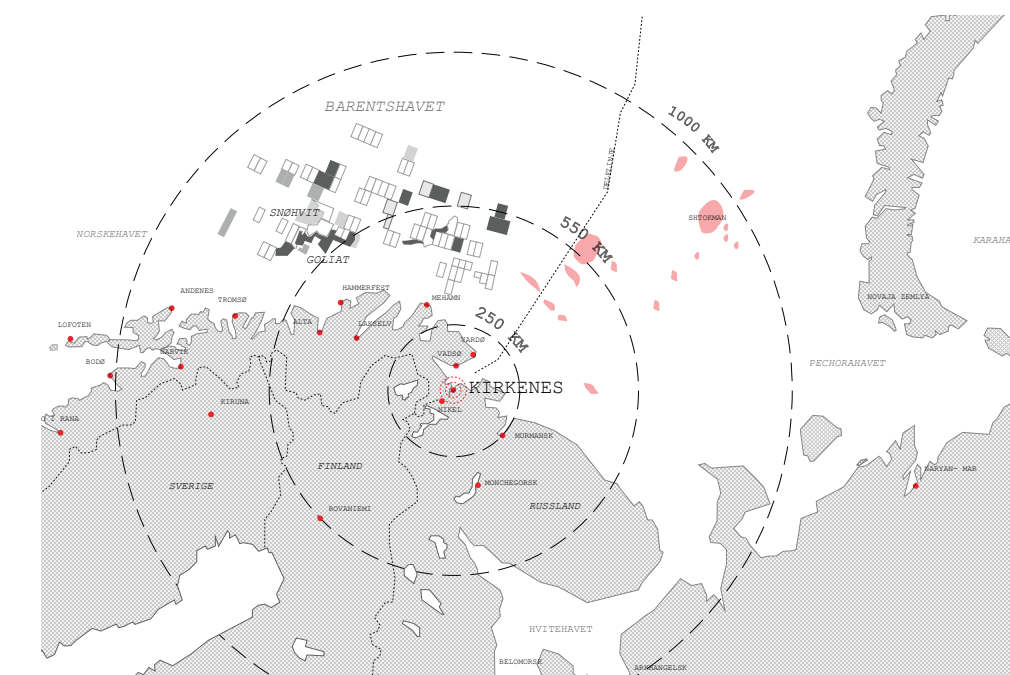 BARENTSHAVET
1000 KM
DELELINJE
SNØHVIT
SHTOKMAN
550 KM
NORSKEHAVET
KARAHA
GOLIAT
HAMMERFEST
ANDENES
MEHAMN
NOVAJA ZEMLYA
TROMSØ
250 KM
LOFOTEN
ALTA
LAKSELV
VARDØ
NARVIK
VADSØ
BODØ
PECHORAHAVET
KIRKENES
KIRUNA
NIKEL
O I RANA
MURMANSK
FINLAND
NARYAN- MAR
SVERIGE
MONCHEGORSK
ROVANIEMI
RUSSLAND
HVITEHAVET
BELOMORSK
ARKHANGELSK